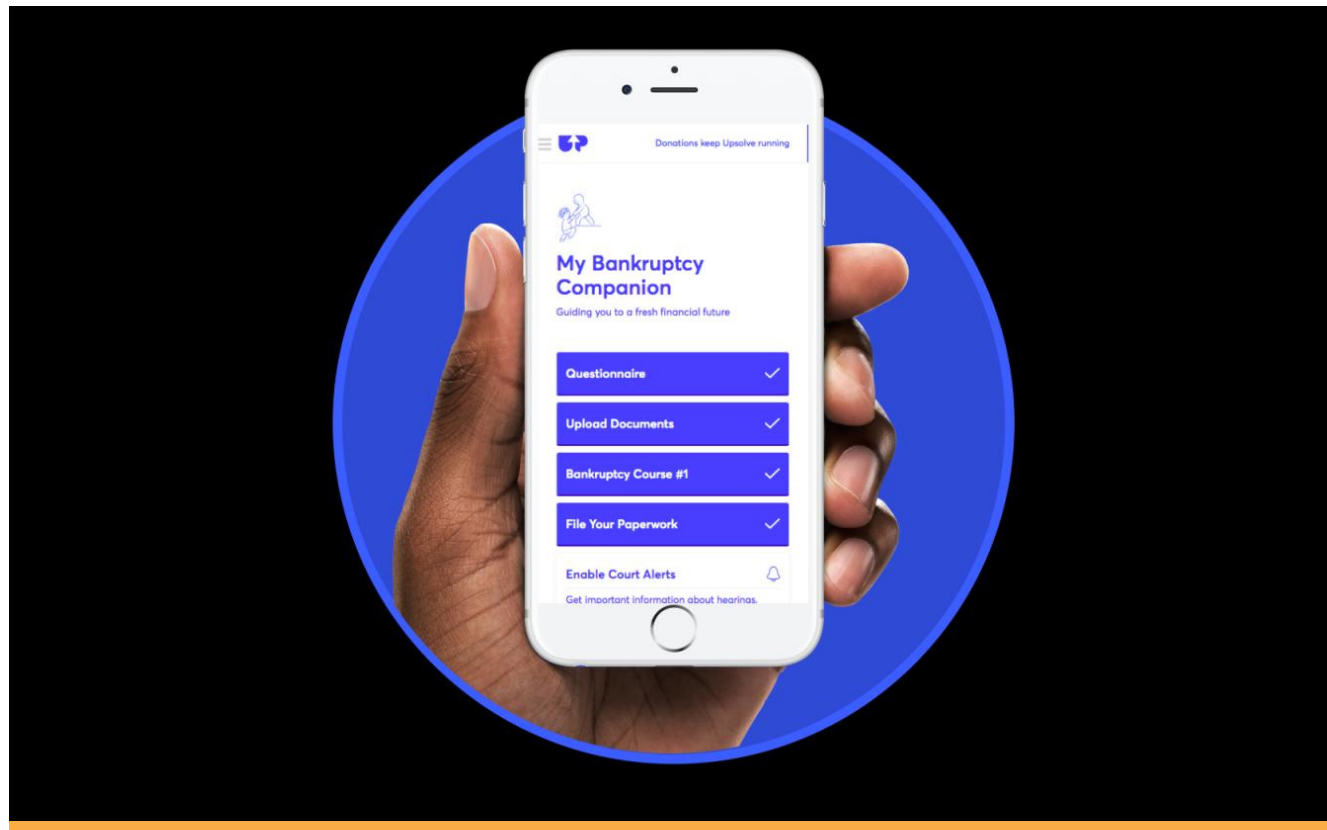 UP
Donations keep Upsolve running
My Bankruptcy
Companion
Guiding you to a fresh financial future
Questionnaire
Upload Documents
Bankruptcy Course #1
File Your Paperwork
Enable Court Alerts
Get important information about hearings,